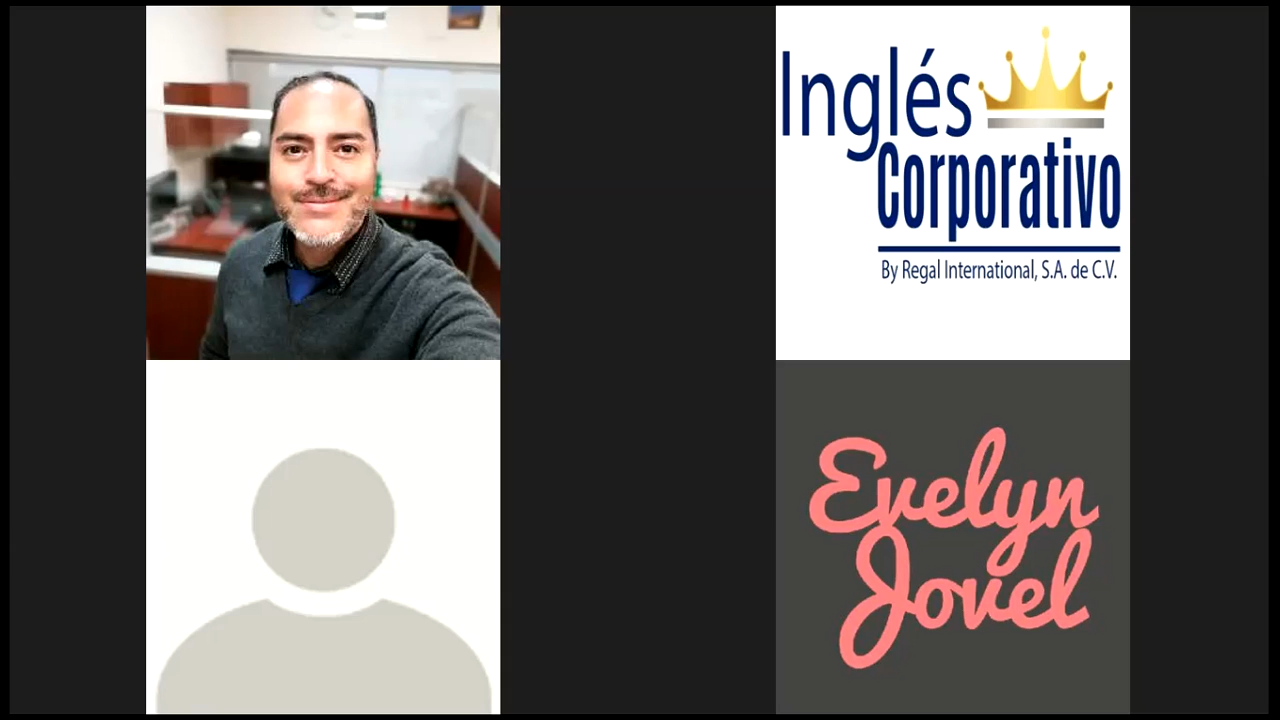 Inglés
Corporativo
By Regal International, S.A. de C.V.
Evelyn
Jovel